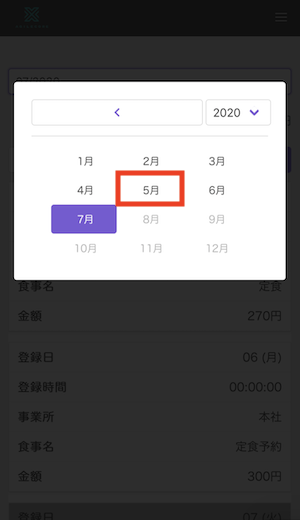 2020
1月 2月 3月
4月 5月 6月
7月 8月 9月
10月 11月 12月
食事名 定食
金額 270円
登録日 06 (月)
登録時間 00:00:00
事業所 本社
食事名 定食予約
金額 300円
登録日 07 (火)